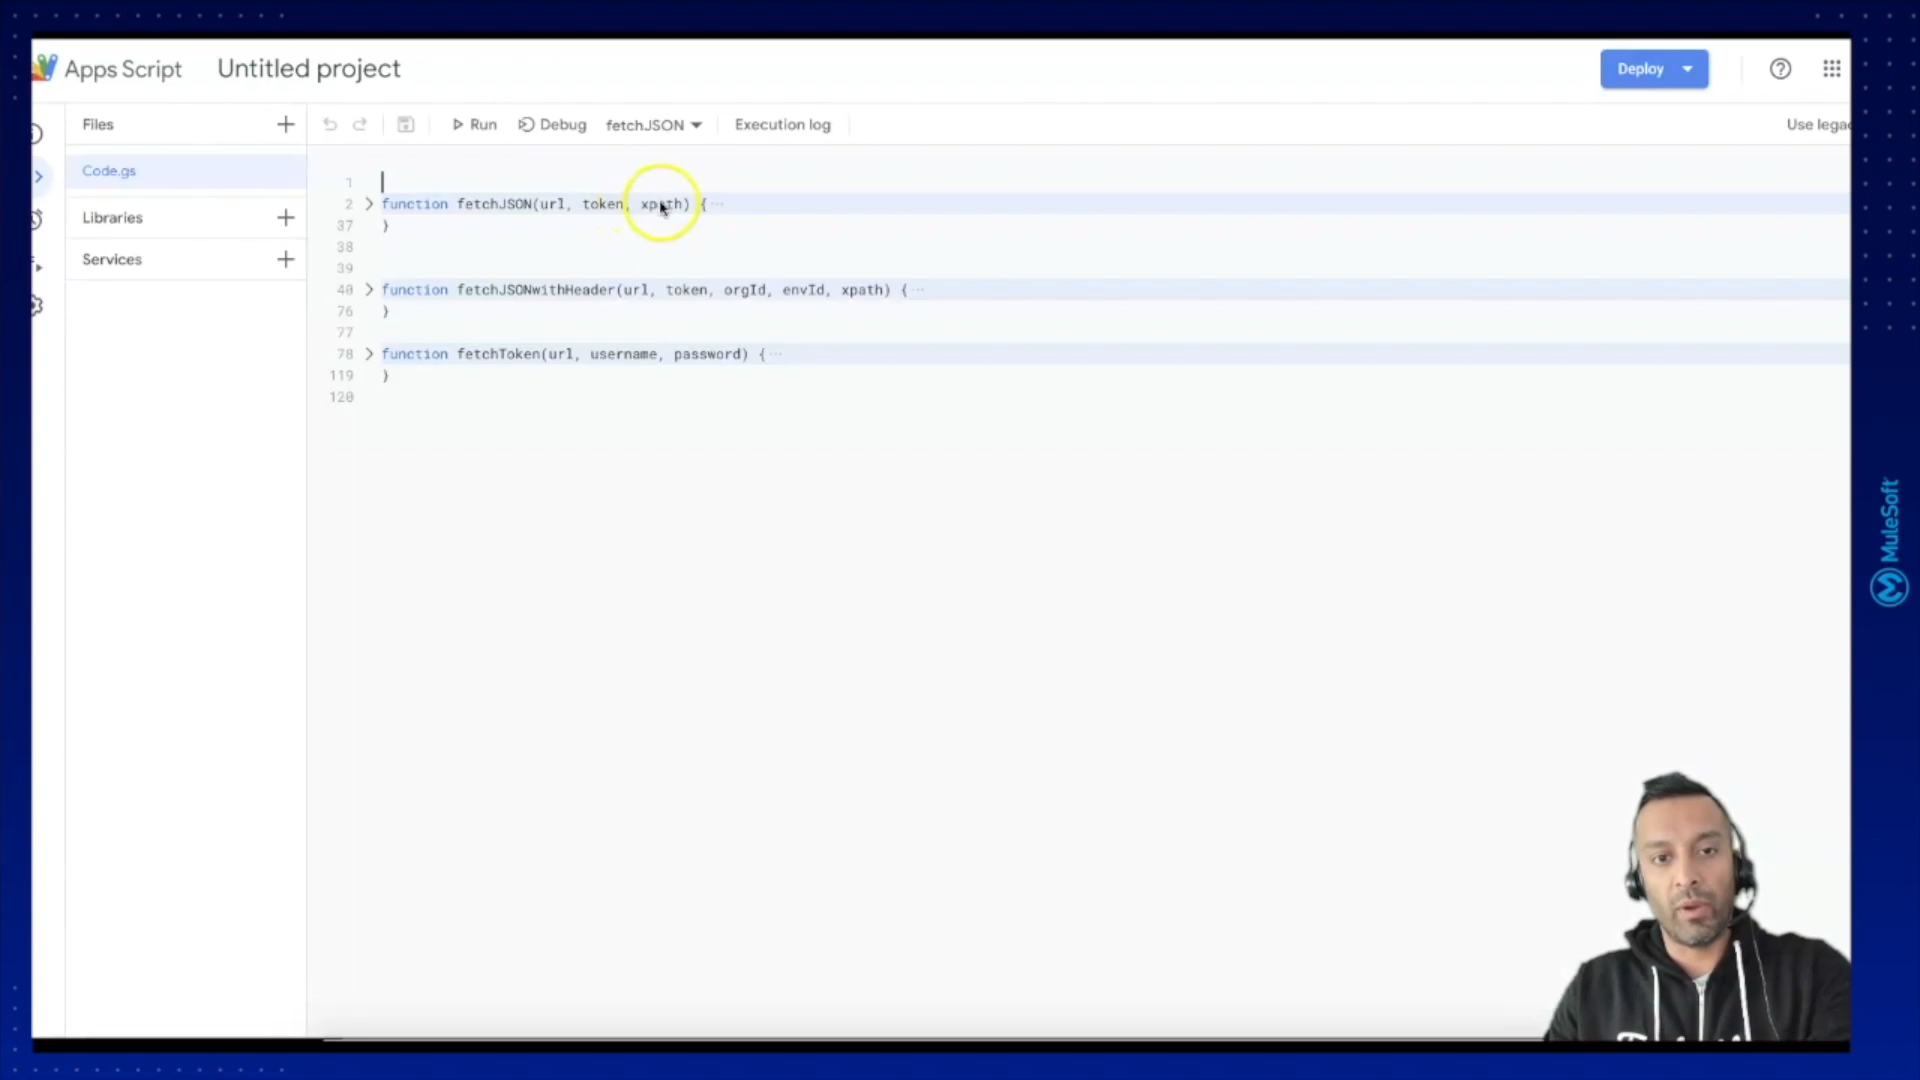 Apps Script Untitled project Deploy
Files Run Debug fetchJSON Execution log Use legac
Code.gs
Libraries
Services
1
2 function fetchJSON(url, token, xpath) {
37 }
38
39
40 function fetchJSONwithHeader(url, token, orgId, envId, xpath) {
76 }
77
78 function fetchToken(url, username, password) {
119 }
120
MuleSoft